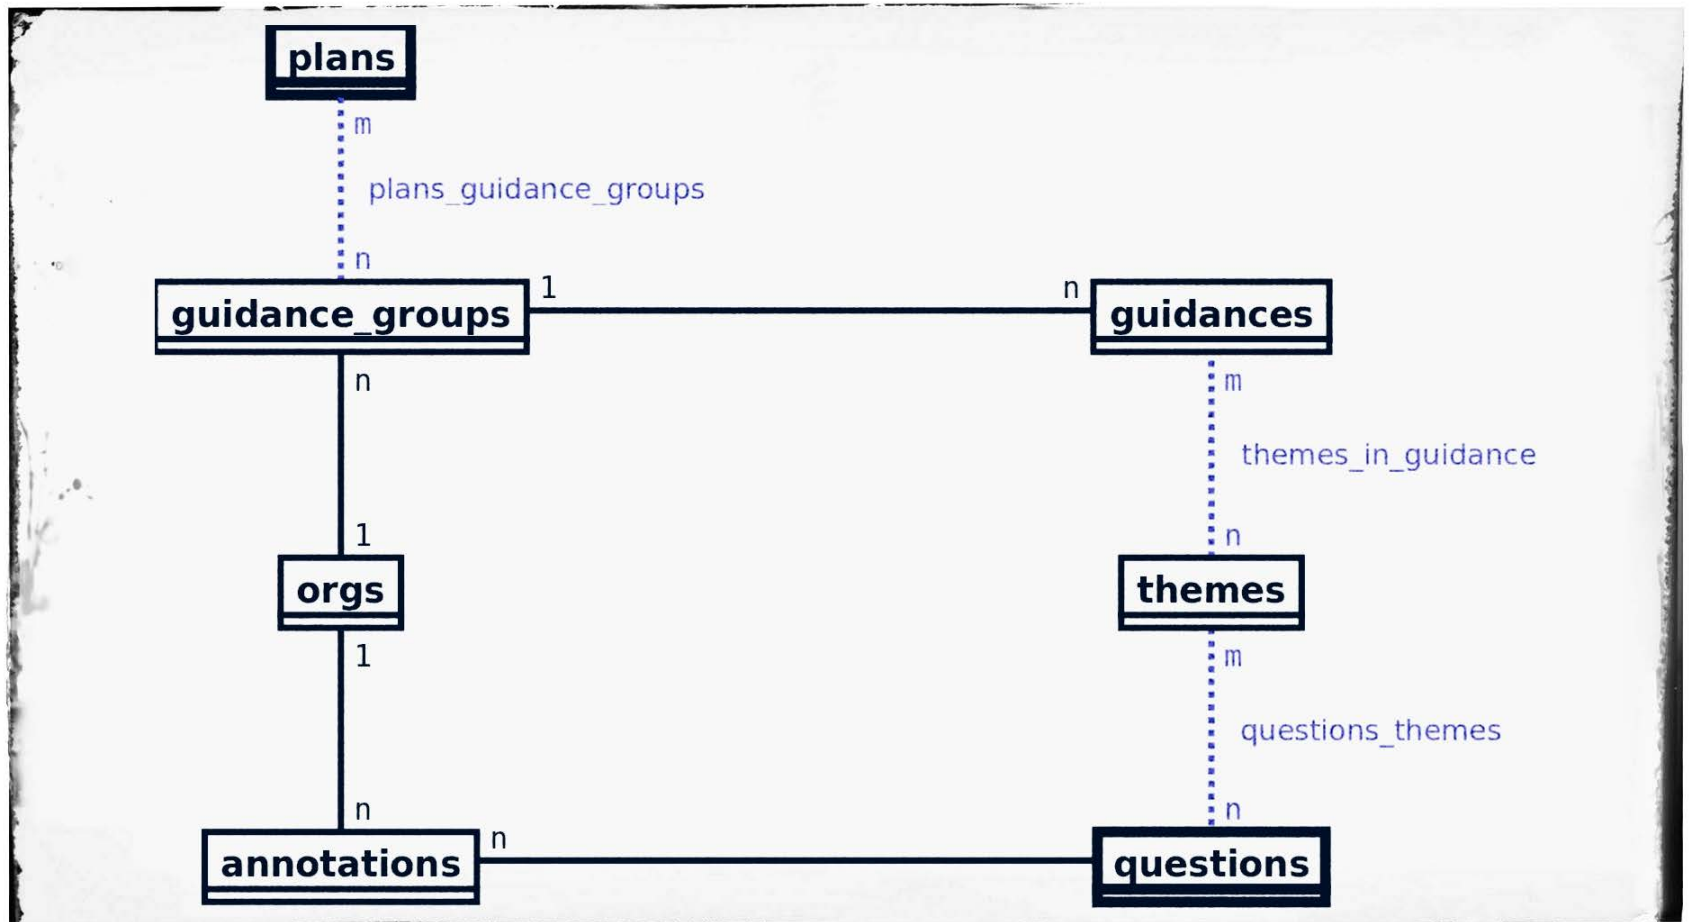 plans
m
plans_guidance_groups
n
guidance_groups 1 n guidances
n m
themes_in_guidance
1 n
orgs themes
1 m
questions_themes
n n
annotations n questions